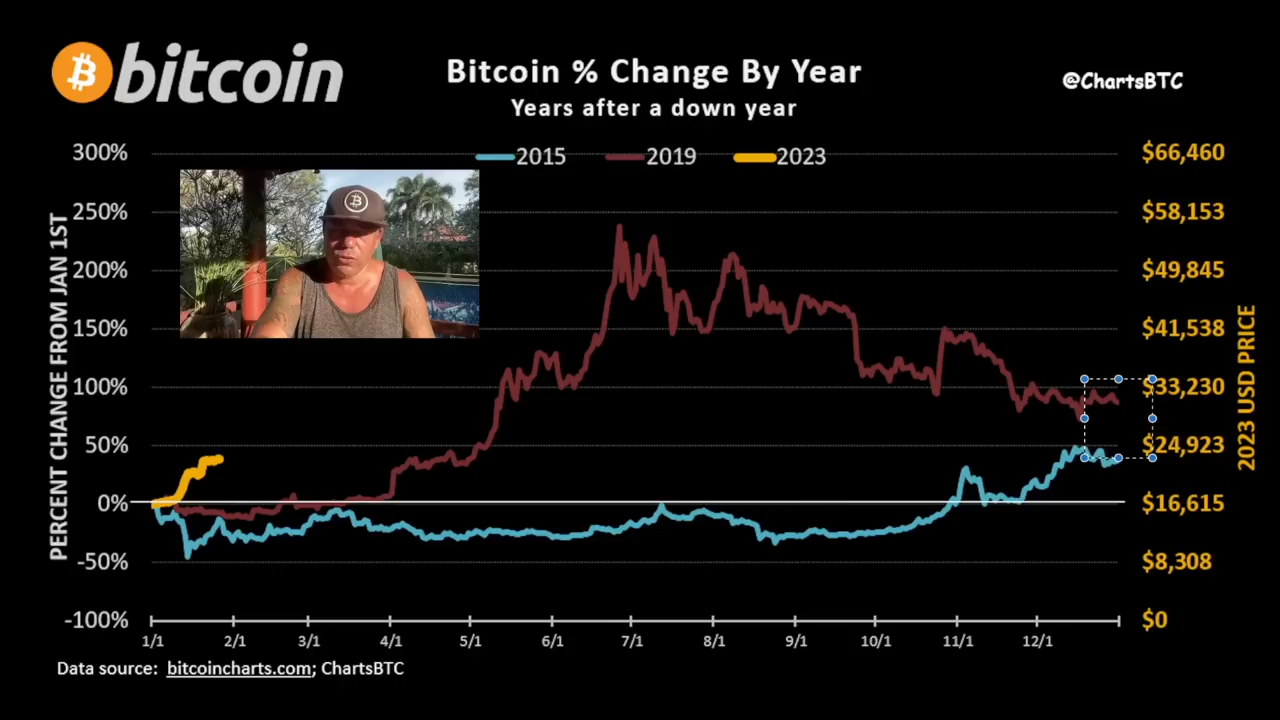 bitcoin
Bitcoin % Change By Year
Years after a down year
@ChartsBTC
2015 2019 2023
PERCENT CHANGE FROM JAN 1ST
300%
250%
200%
150%
100%
50%
0%
-50%
-100%
$66,460
$58,153
$49,845
$41,538
$33,230
$24,923
$16,615
$8,308
$0
2023 USD PRICE
1/1 2/1 3/1 4/1 5/1 6/1 7/1 8/1 9/1 10/1 11/1 12/1
Data source: bitcoincharts.com; ChartsBTC